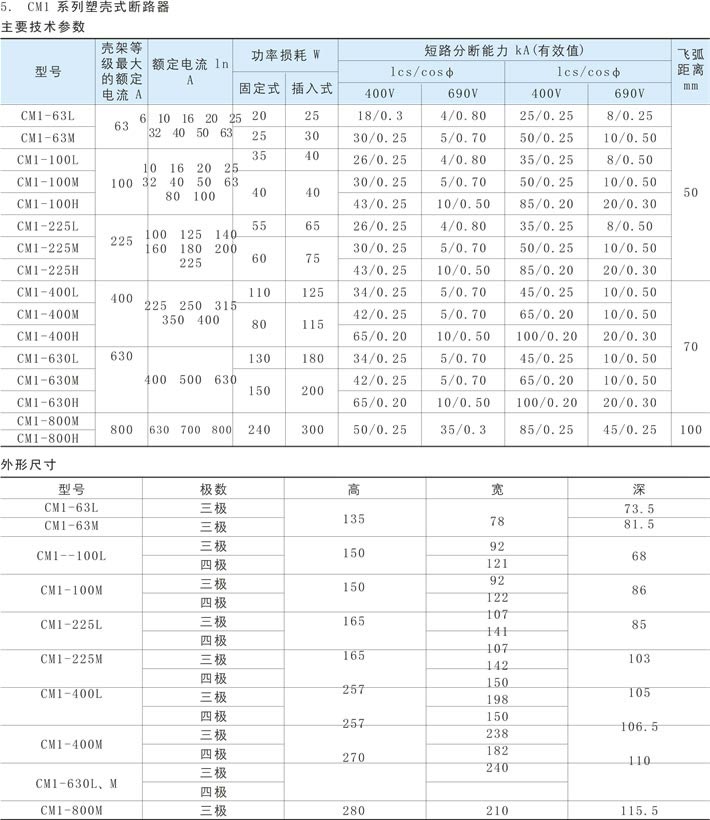 5. CM1 系列塑壳式断路器
主要技术参数
型号 壳架等级最大的额定电流 A 额定电流 ln A 功率损耗 W 短路分断能力 kA(有效值) 飞弧距离 mm
固定式 插入式 lcs/cosφ lcs/cosφ
400V 690V 400V 690V
CM1-63L 63 6 10 16 20 25 20 25 18/0.3 4/0.80 25/0.25 8/0.25 50
CM1-63M 32 40 50 63 25 30 30/0.25 5/0.70 50/0.25 10/0.50
CM1-100L 100 10 16 20 25 35 40 26/0.25 4/0.80 35/0.25 8/0.50
CM1-100M 32 40 50 63 40 40 30/0.25 5/0.70 50/0.25 10/0.50
CM1-100H 80 100 43/0.25 10/0.50 85/0.20 20/0.30
CM1-225L 225 100 125 140 55 65 26/0.25 4/0.80 35/0.25 8/0.50
CM1-225M 160 180 200 60 75 30/0.25 5/0.70 50/0.25 10/0.50
CM1-225H 225 43/0.25 10/0.50 85/0.20 20/0.30
CM1-400L 400 225 250 315 110 125 34/0.25 5/0.70 45/0.25 10/0.50 70
CM1-400M 350 400 80 115 42/0.25 5/0.70 65/0.20 10/0.50
CM1-400H 65/0.20 10/0.50 100/0.20 20/0.30
CM1-630L 630 400 500 630 130 180 34/0.25 5/0.70 45/0.25 10/0.50
CM1-630M 150 200 42/0.25 5/0.70 65/0.20 10/0.50
CM1-630H 65/0.20 10/0.50 100/0.20 20/0.30
CM1-800M 800 630 700 800 240 300 50/0.25 35/0.3 85/0.25 45/0.25 100
CM1-800H
外形尺寸
型号 极数 高 宽 深
CM1-63L 三极 135 78 73.5
CM1-63M 三极 81.5
CM1--100L 三极 150 92 68
四极 121
CM1-100M 三极 150 92 86
四极 122
CM1-225L 三极 165 107 85
四极 141
CM1-225M 三极 165 107 103
四极 142
CM1-400L 三极 257 150 105
四极 198
CM1-400M 三极 257 150 106.5
四极 270 238 110
CM1-630L、M 三极 182
四极 240
CM1-800M 三极 280 210 115.5